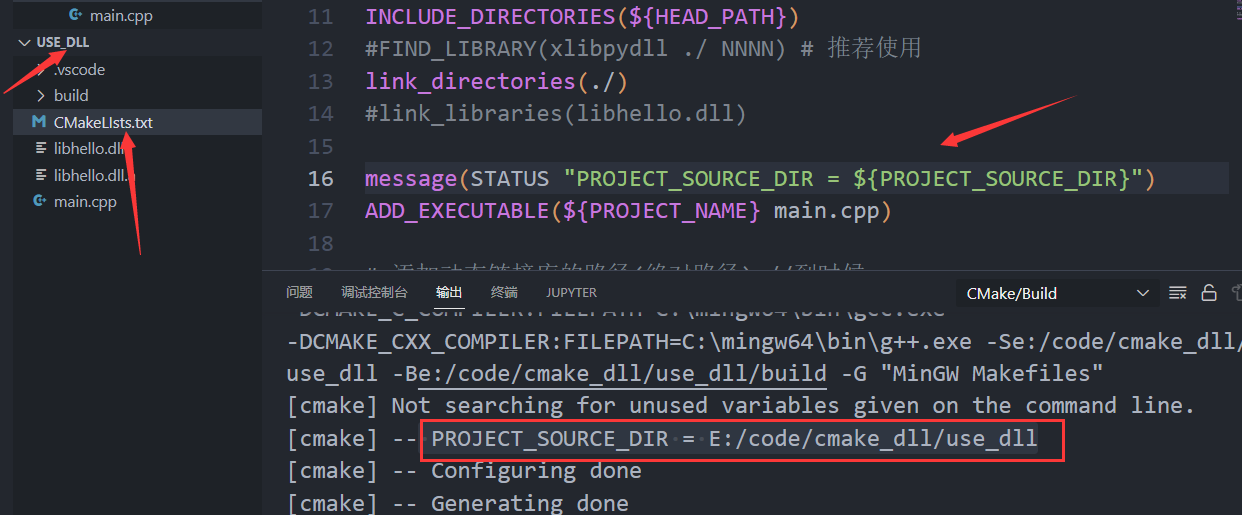 main.cpp
USE_DLL
.vscode
build
CMakeLIsts.txt
libhello.dll
libhello.dll.a
main.cpp
11 INCLUDE_DIRECTORIES(${HEAD_PATH})
12 #FIND_LIBRARY(xlibpydll ./ NNNN) # 推荐使用
13 link_directories(./)
14 #link_libraries(libhello.dll)
15
16 message(STATUS "PROJECT_SOURCE_DIR = ${PROJECT_SOURCE_DIR}")
17 ADD_EXECUTABLE(${PROJECT_NAME} main.cpp)
18
问题 调试控制台 输出 终端 JUPYTER CMake/Build
-DCMAKE_C_COMPILER:FILEPATH=C:\mingw64\bin\gcc.exe
-DCMAKE_CXX_COMPILER:FILEPATH=C:\mingw64\bin\g++.exe -Se:/code/cmake_dll/
use_dll -Be:/code/cmake_dll/use_dll/build -G "MinGW Makefiles"
[cmake] Not searching for unused variables given on the command line.
[cmake] -- PROJECT_SOURCE_DIR = E:/code/cmake_dll/use_dll
[cmake] -- Configuring done
[cmake] -- Generating done